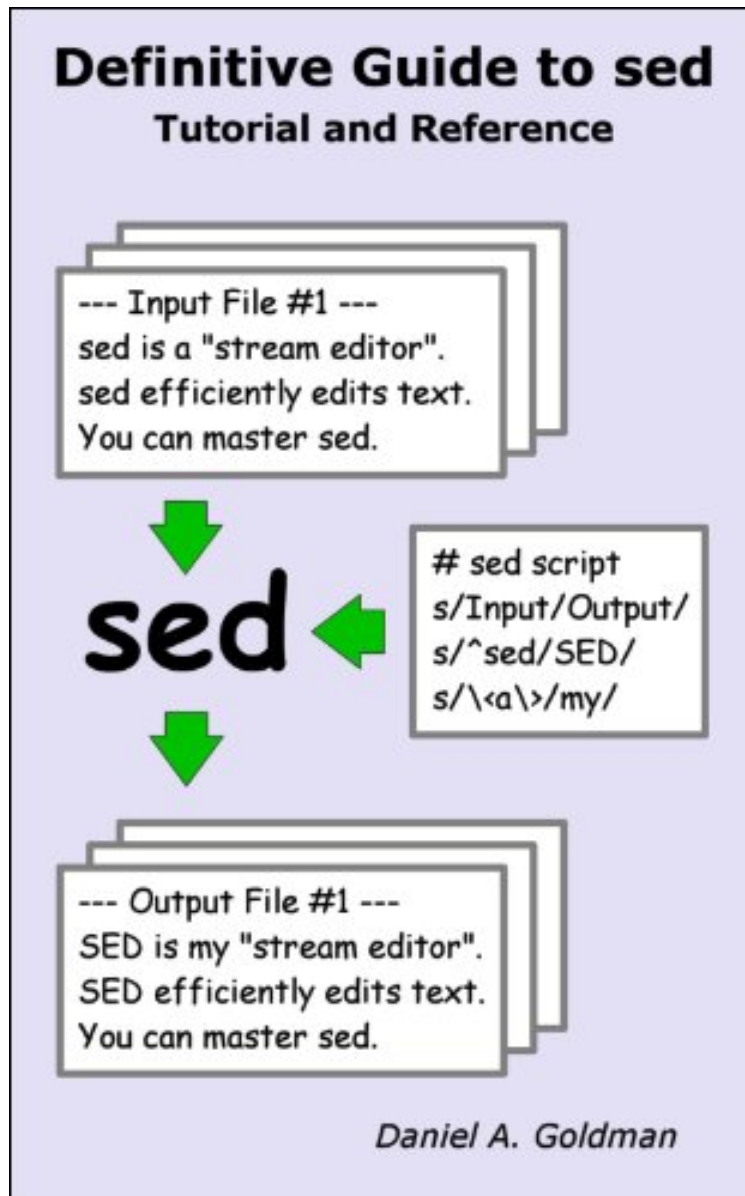 Definitive Guide to sed
Tutorial and Reference
--- Input File #1 ---
sed is a "stream editor".
sed efficiently edits text.
You can master sed.
sed
# sed script
s/Input/Output/
s/^sed/SED/
s/\<a\>/my/
--- Output File #1 ---
SED is my "stream editor".
SED efficiently edits text.
You can master sed.
Daniel A. Goldman